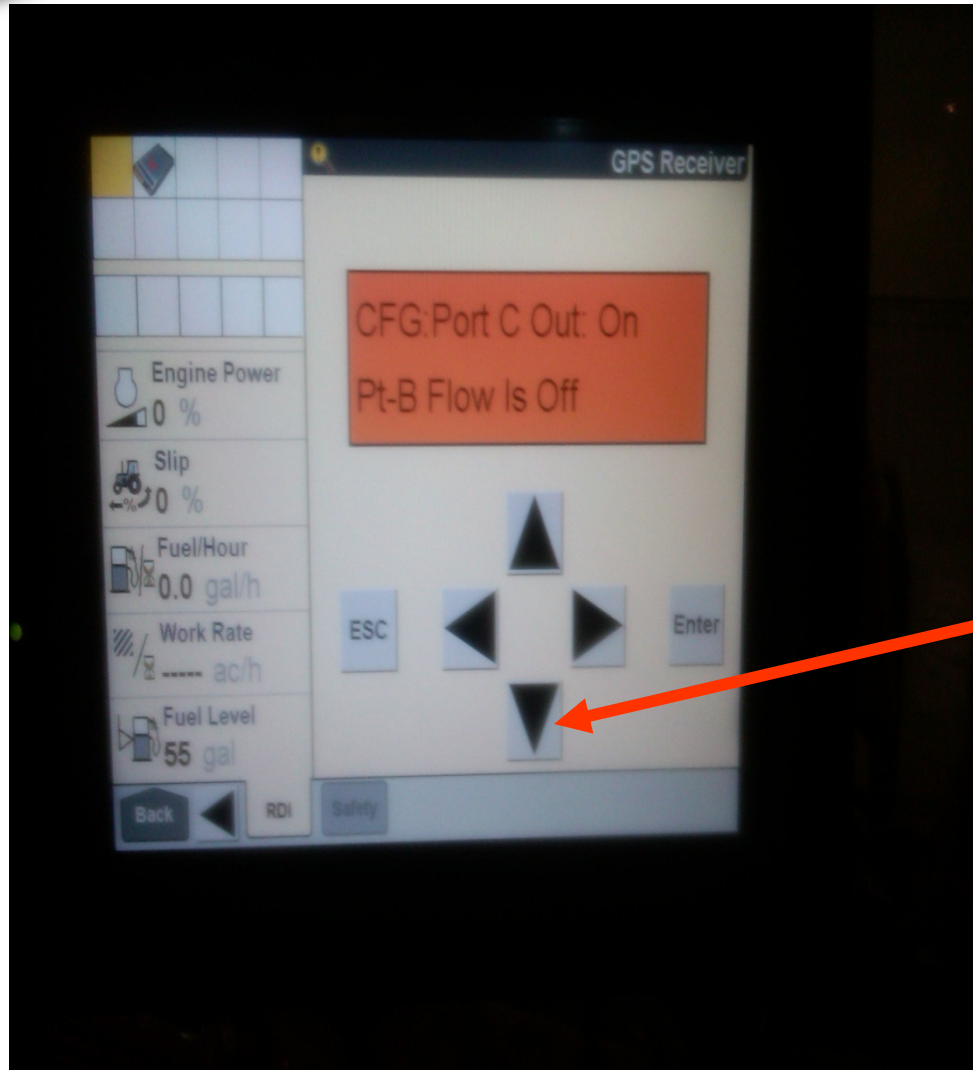 GPS Receiver
CFG:Port C Out: On
Pt-B Flow Is Off
Engine Power
0 %
Slip
←%
0 %
Fuel/Hour
0.0 gal/h
Work Rate
----- ac/h
Fuel Level
55 gal
ESC
Enter
Back
RDI
Safety